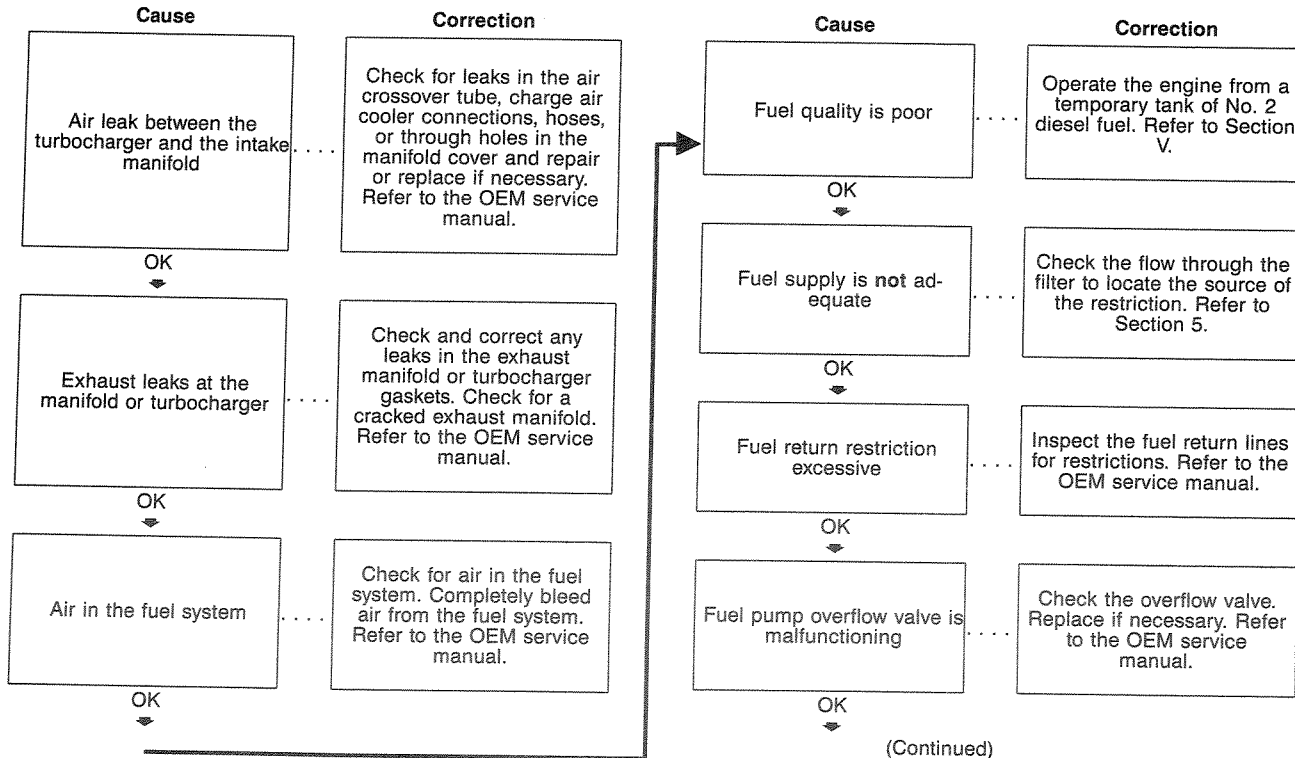 Cause
Correction
Air leak between the
turbocharger and the intake
manifold
Check for leaks in the air
crossover tube, charge air
cooler connections, hoses,
or through holes in the
manifold cover and repair
or replace if necessary.
Refer to the OEM service
manual.
OK
Exhaust leaks at the
manifold or turbocharger
Check and correct any
leaks in the exhaust
manifold or turbocharger
gaskets. Check for a
cracked exhaust manifold.
Refer to the OEM service
manual.
OK
Air in the fuel system
Check for air in the fuel
system. Completely bleed
air from the fuel system.
Refer to the OEM service
manual.
OK
Cause
Correction
Fuel quality is poor
Operate the engine from a
temporary tank of No. 2
diesel fuel. Refer to Section
V.
OK
Fuel supply is not ad-
equate
Check the flow through the
filter to locate the source of
the restriction. Refer to
Section 5.
OK
Fuel return restriction
excessive
Inspect the fuel return lines
for restrictions. Refer to the
OEM service manual.
OK
Fuel pump overflow valve is
malfunctioning
Check the overflow valve.
Replace if necessary. Refer
to the OEM service
manual.
OK
(Continued)